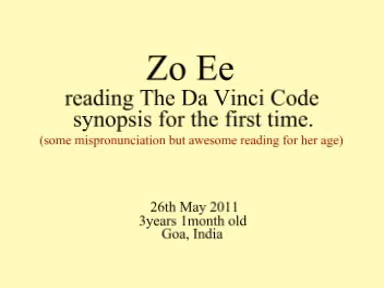 Zo Ee
reading The Da Vinci Code
synopsis for the first time.
(some mispronunciation but awesome reading for her age)
26th May 2011
3years 1month old
Goa, India